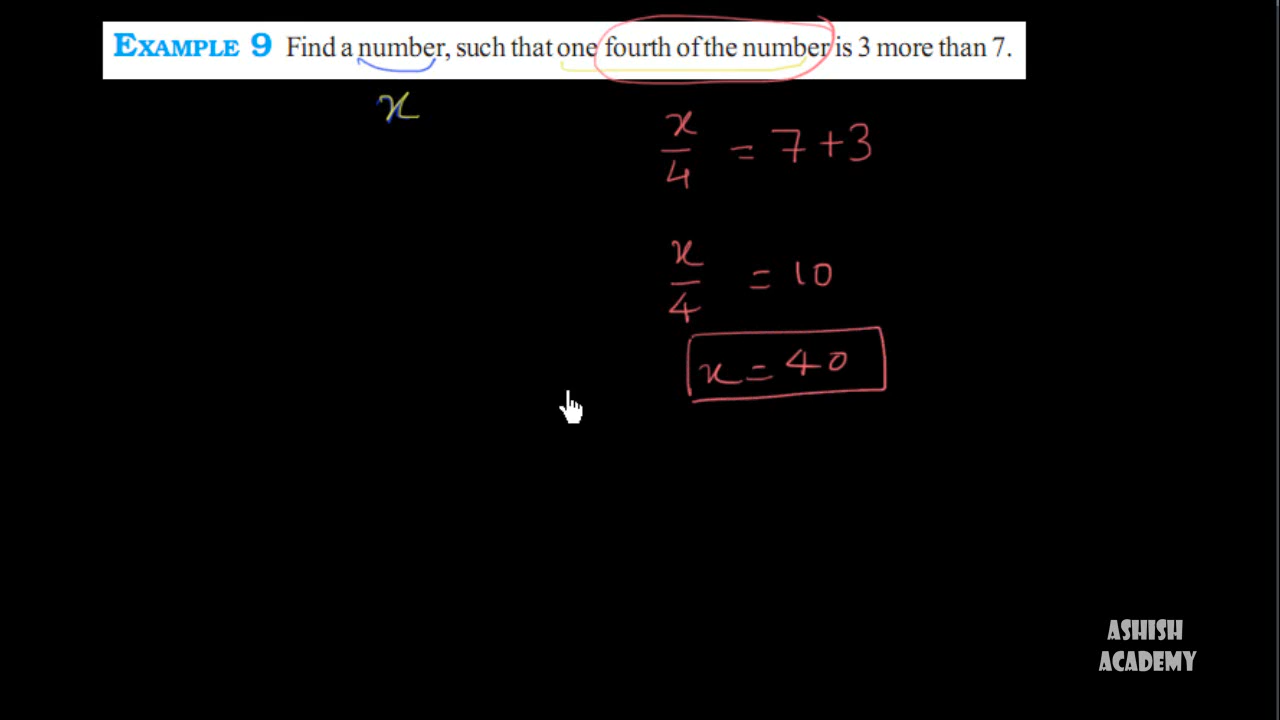 EXAMPLE 9 Find a number, such that one fourth of the number is 3 more than 7.
x
x/4 = 7+3
x/4 = 10
x = 40
ASHISH
ACADEMY